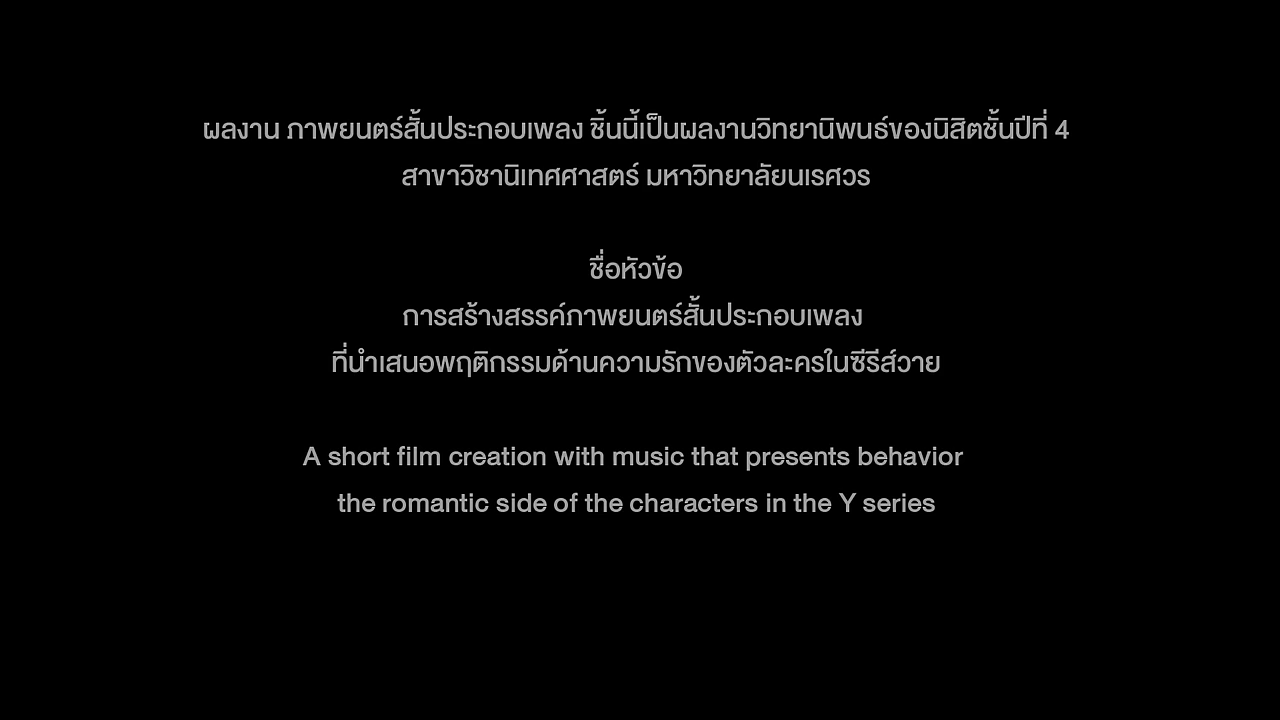 ผลงาน ภาพยนตร์สั้นประกอบเพลง ชิ้นนี้เป็นผลงานวิทยานิพนธ์ของนิสิตชั้นปีที่ 4
สาขาวิชานิเทศศาสตร์ มหาวิทยาลัยนเรศวร
ชื่อหัวข้อ
การสร้างสรรค์ภาพยนตร์สั้นประกอบเพลง
ที่นำเสนอพฤติกรรมด้านความรักของตัวละครในซีรีส์วาย
A short film creation with music that presents behavior
the romantic side of the characters in the Y series